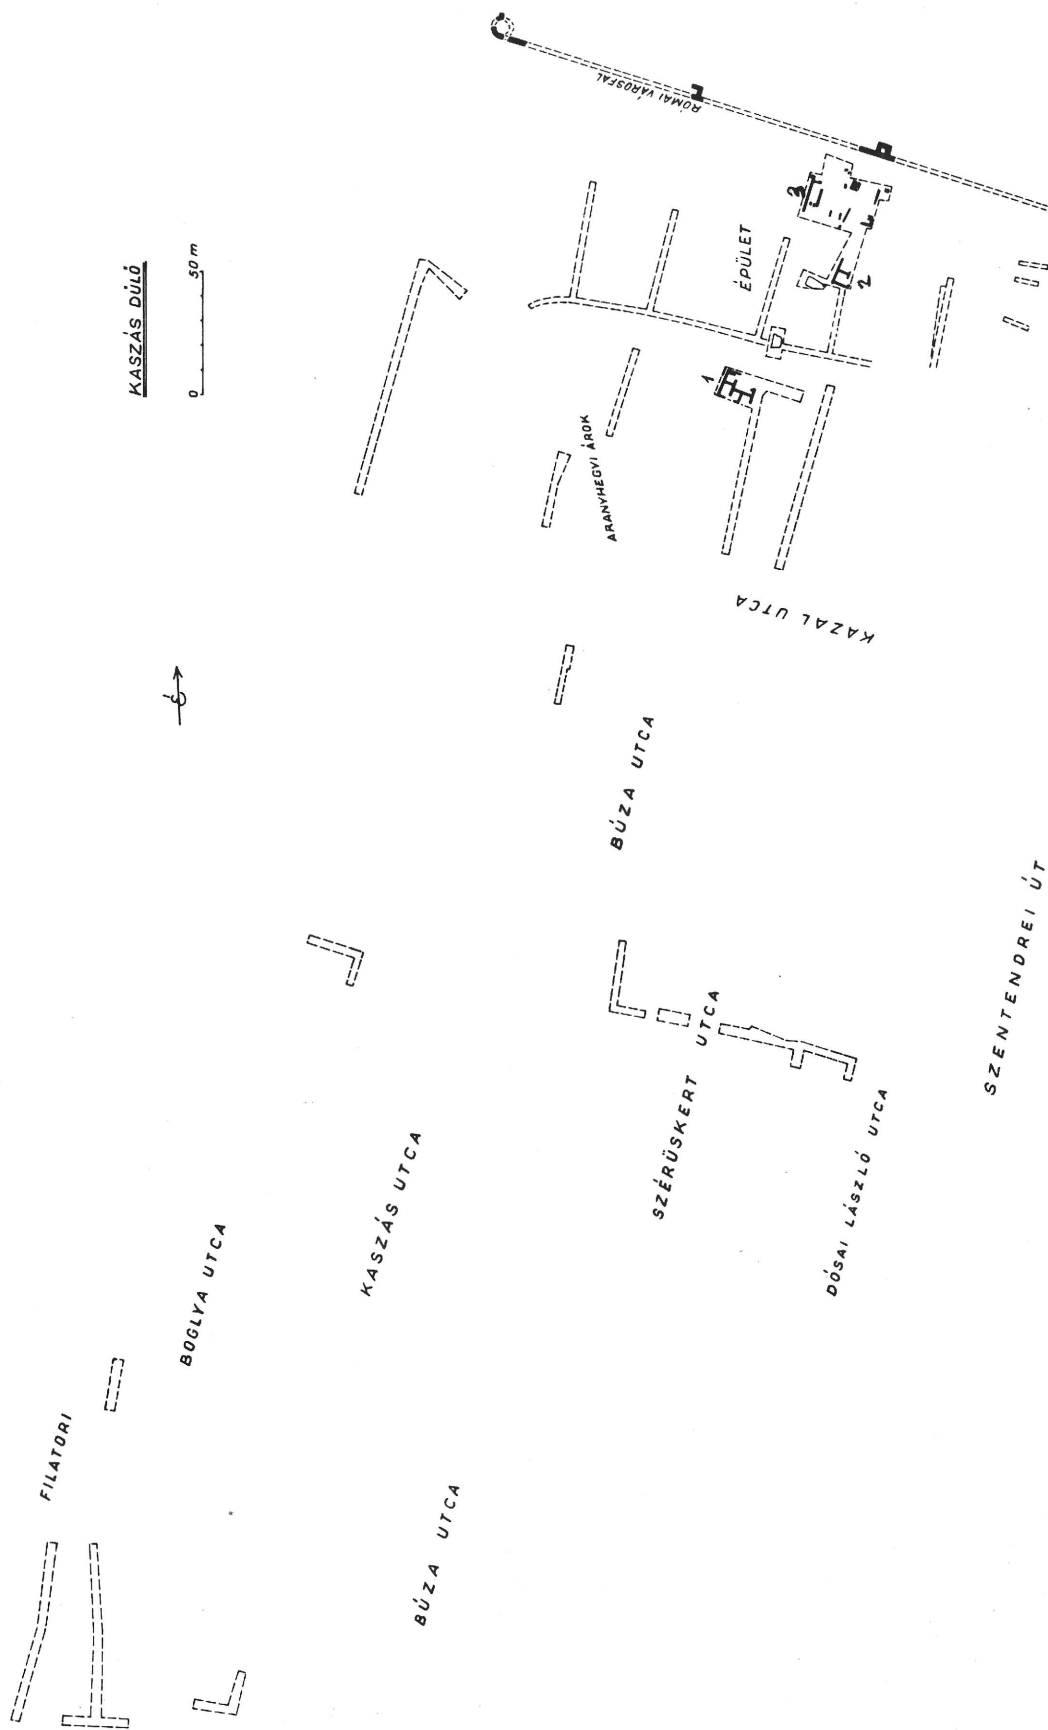 KASZÁS DŰLŐ
0 50 m
RÓMAI VÁROSFAL
3
ÉPÜLET
2
1
ARANYHEGYI ÁROK
KAZAL UTCA
É
BÚZA UTCA
SZENTENDREI ÚT
SZÉRÜSKERT UTCA
DÓSAI LÁSZLÓ UTCA
KASZÁS UTCA
BOGLYA UTCA
FILATORI
BÚZA UTCA